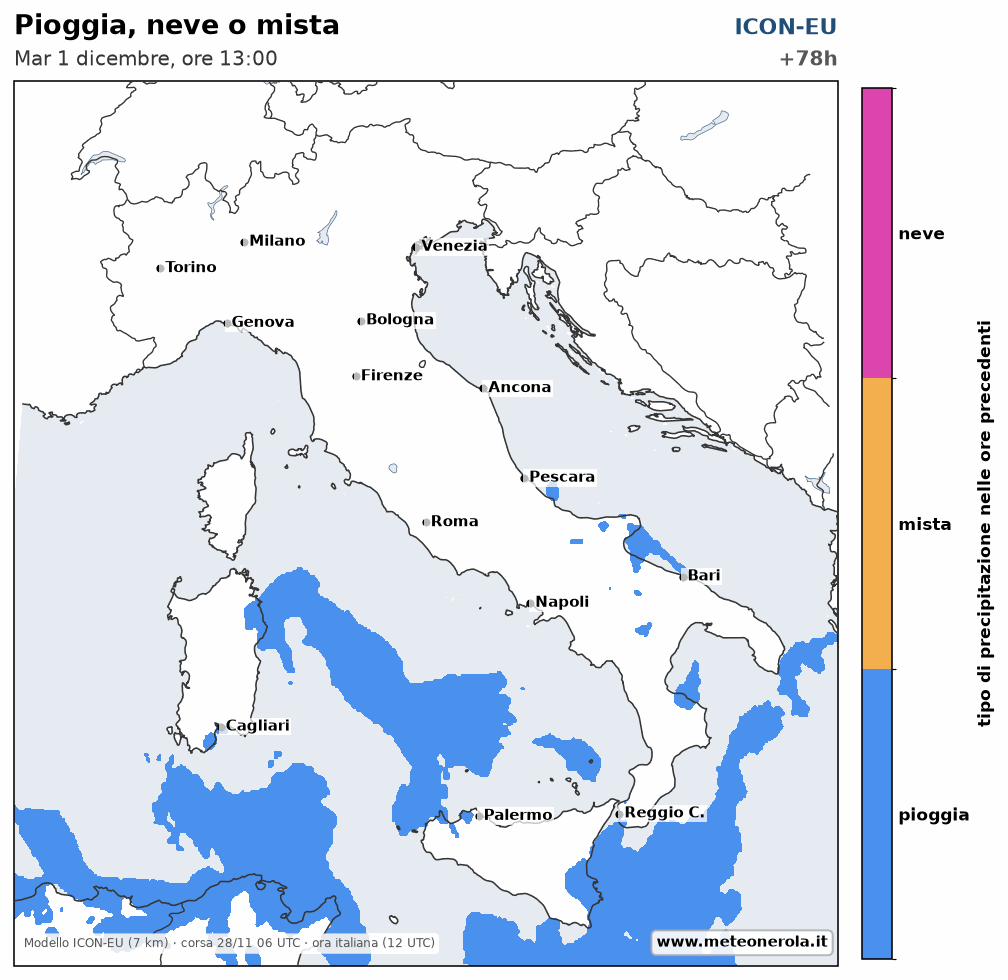 Pioggia, neve o mista
ICON-EU
Mar 1 dicembre, ore 13:00
+78h
neve
Milano
Venezia
Torino
Genova
Bologna
Firenze
Ancona
Pescara
mista
Roma
tipo di precipitazione nelle ore precedenti
Bari
Napoli
Cagliari
Palermo
Reggio C.
pioggia
Modello ICON-EU (7 km) · corsa 28/11 06 UTC · ora italiana (12 UTC)
www.meteonerola.it